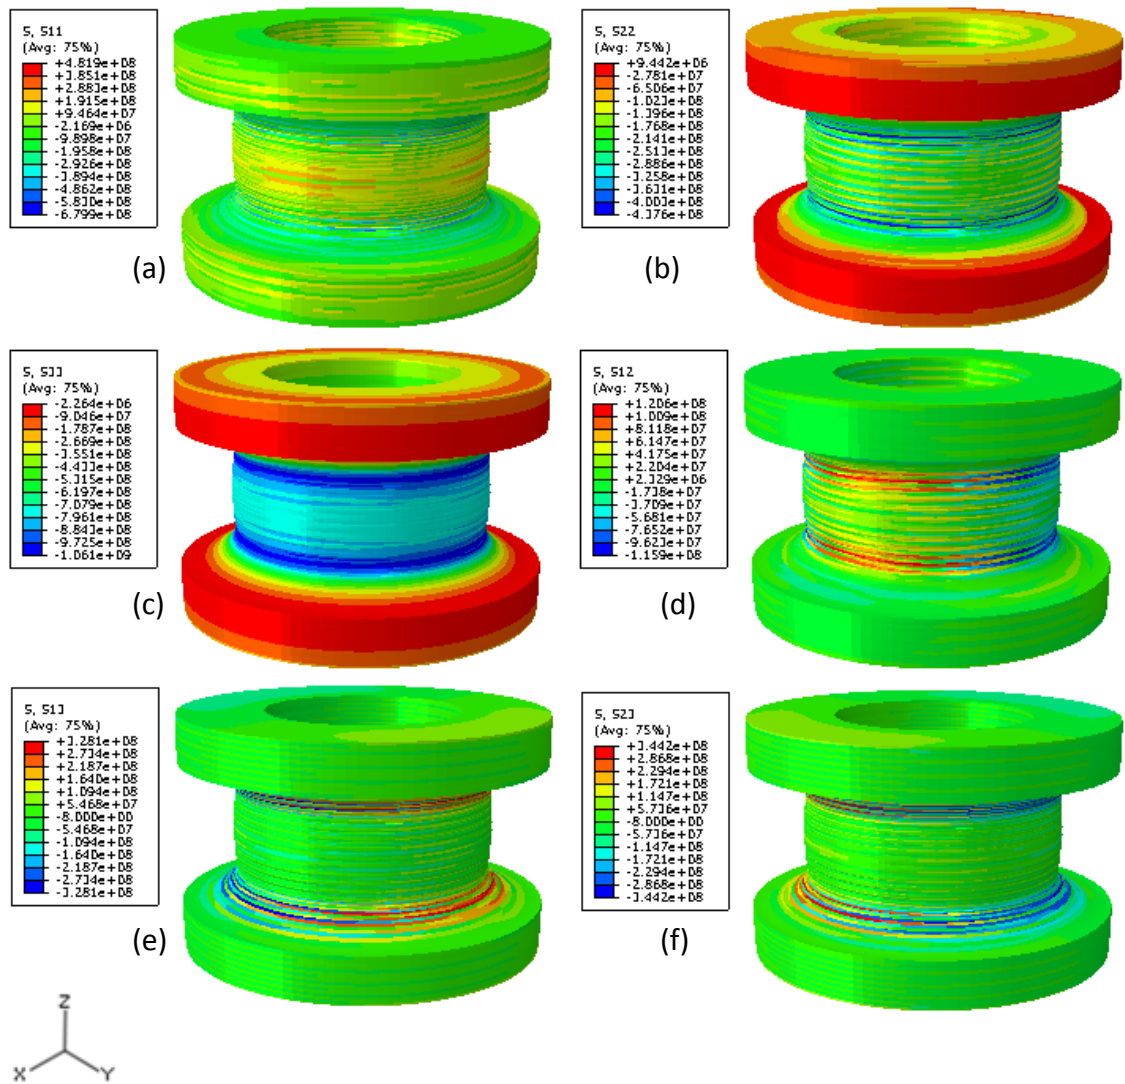 S, S11
(Avg: 75%)
+4.819e+08
+3.851e+08
+2.883e+08
+1.915e+08
+9.464e+07
-2.169e+06
-9.898e+07
-1.958e+08
-2.926e+08
-3.894e+08
-4.862e+08
-5.830e+08
-6.799e+08
(a)
S, S22
(Avg: 75%)
+9.442e+06
-2.781e+07
-6.506e+07
-1.023e+08
-1.396e+08
-1.768e+08
-2.141e+08
-2.513e+08
-2.886e+08
-3.258e+08
-3.631e+08
-4.003e+08
-4.376e+08
(b)
S, S33
(Avg: 75%)
-2.264e+06
-9.046e+07
-1.787e+08
-2.669e+08
-3.551e+08
-4.433e+08
-5.315e+08
-6.197e+08
-7.079e+08
-7.961e+08
-8.843e+08
-9.725e+08
-1.061e+09
(c)
S, S12
(Avg: 75%)
+1.206e+08
+1.009e+08
+8.118e+07
+6.147e+07
+4.175e+07
+2.204e+07
+2.329e+06
-1.738e+07
-3.709e+07
-5.681e+07
-7.652e+07
-9.623e+07
-1.159e+08
(d)
S, S13
(Avg: 75%)
+3.281e+08
+2.734e+08
+2.187e+08
+1.640e+08
+1.094e+08
+5.468e+07
-8.000e+00
-5.468e+07
-1.094e+08
-1.640e+08
-2.187e+08
-2.734e+08
-3.281e+08
(e)
S, S23
(Avg: 75%)
+3.442e+08
+2.868e+08
+2.294e+08
+1.721e+08
+1.147e+08
+5.736e+07
-8.000e+00
-5.736e+07
-1.147e+08
-1.721e+08
-2.294e+08
-2.868e+08
-3.442e+08
(f)
Z
X
Y